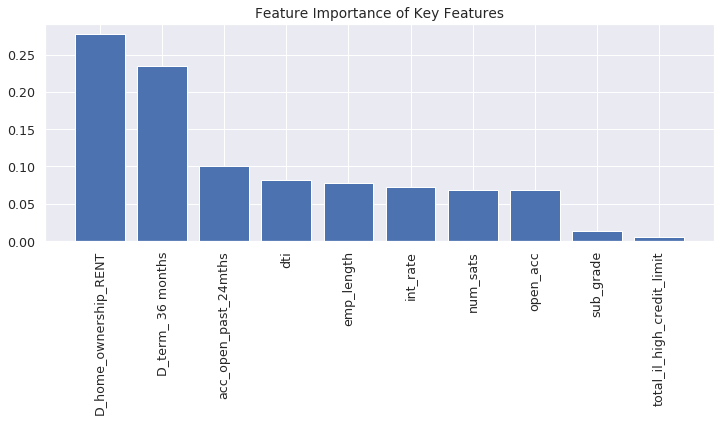 Feature Importance of Key Features
0.25
0.20
0.15
0.10
0.05
0.00
D_home_ownership_RENT
D_term_ 36 months
acc_open_past_24mths
dti
emp_length
int_rate
num_sats
open_acc
sub_grade
total_il_high_credit_limit